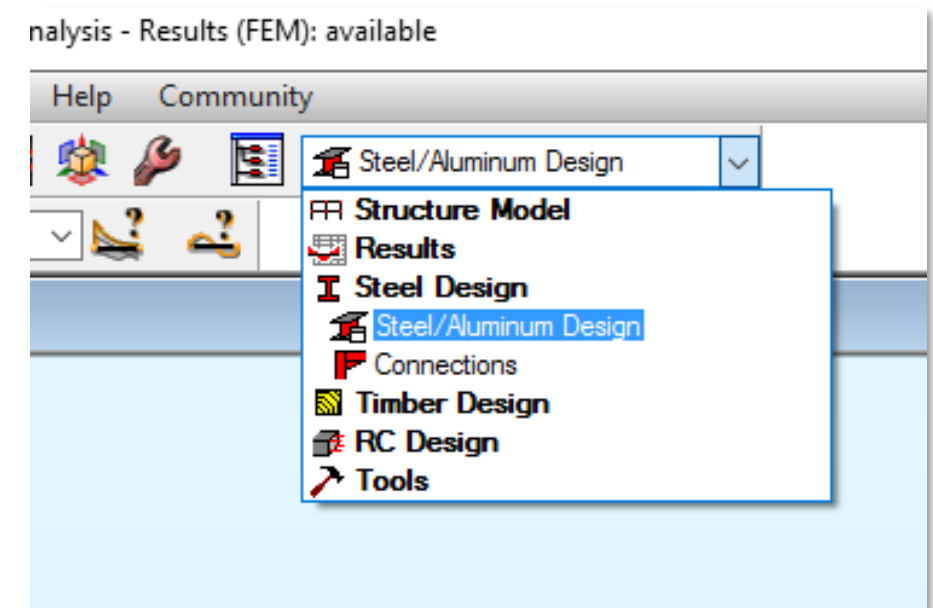 nalysis - Results (FEM): available
Help Community
Steel/Aluminum Design
Structure Model
Results
Steel Design
Steel/Aluminum Design
Connections
Timber Design
RC Design
Tools